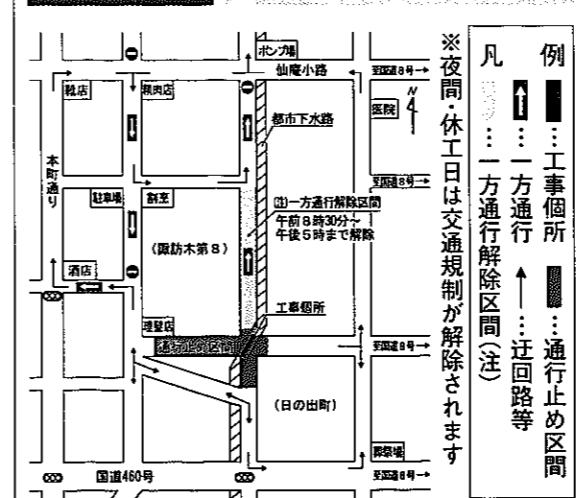 凡例
■…工事個所
■…通行止め区間
⬆…一方通行
↑…迂回路等
…一方通行解除区間(注)
※夜間・休工日は交通規制が解除されます
ポンプ場
仙庵小路
至国道8号→
靴店
鶏肉店
医院
N
都市下水路
本町通り
至国道8号→
駐車場
割烹
(注)一方通行解除区間
午前8時30分～
午後5時まで解除
(諏訪木第8)
酒店
工事個所
理髪店
通行止め区間
至国道8号→
(日の出町)
葬祭場
国道460号
至国道8号→